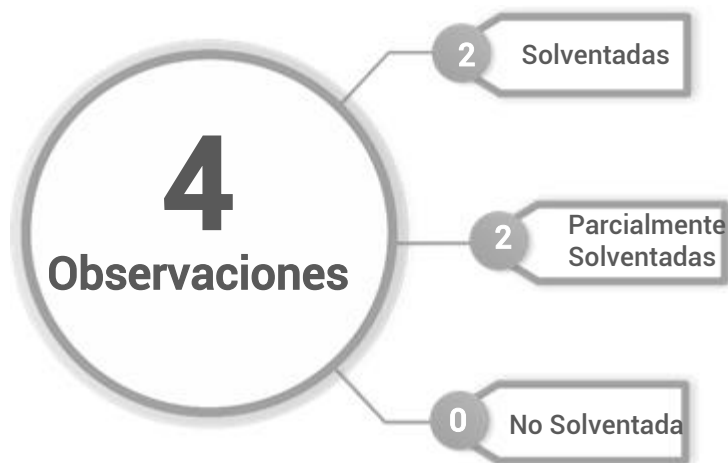 4
Observaciones
2
Solventadas
2
Parcialmente
Solventadas
0
No Solventada